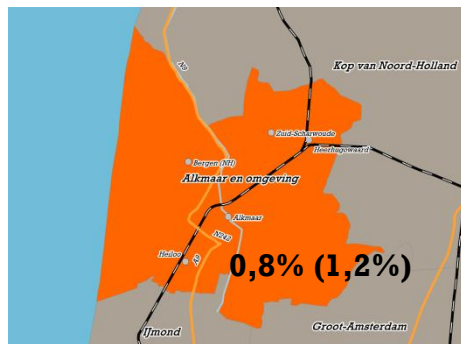 N9
Kop van Noord-Holland
Zuid-Scharwoude
Heerhugowaard
Bergen (NH)
Alkmaar en omgeving
Alkmaar
N242
Heiloo
A9
0,8% (1,2%)
IJmond
Groot-Amsterdam